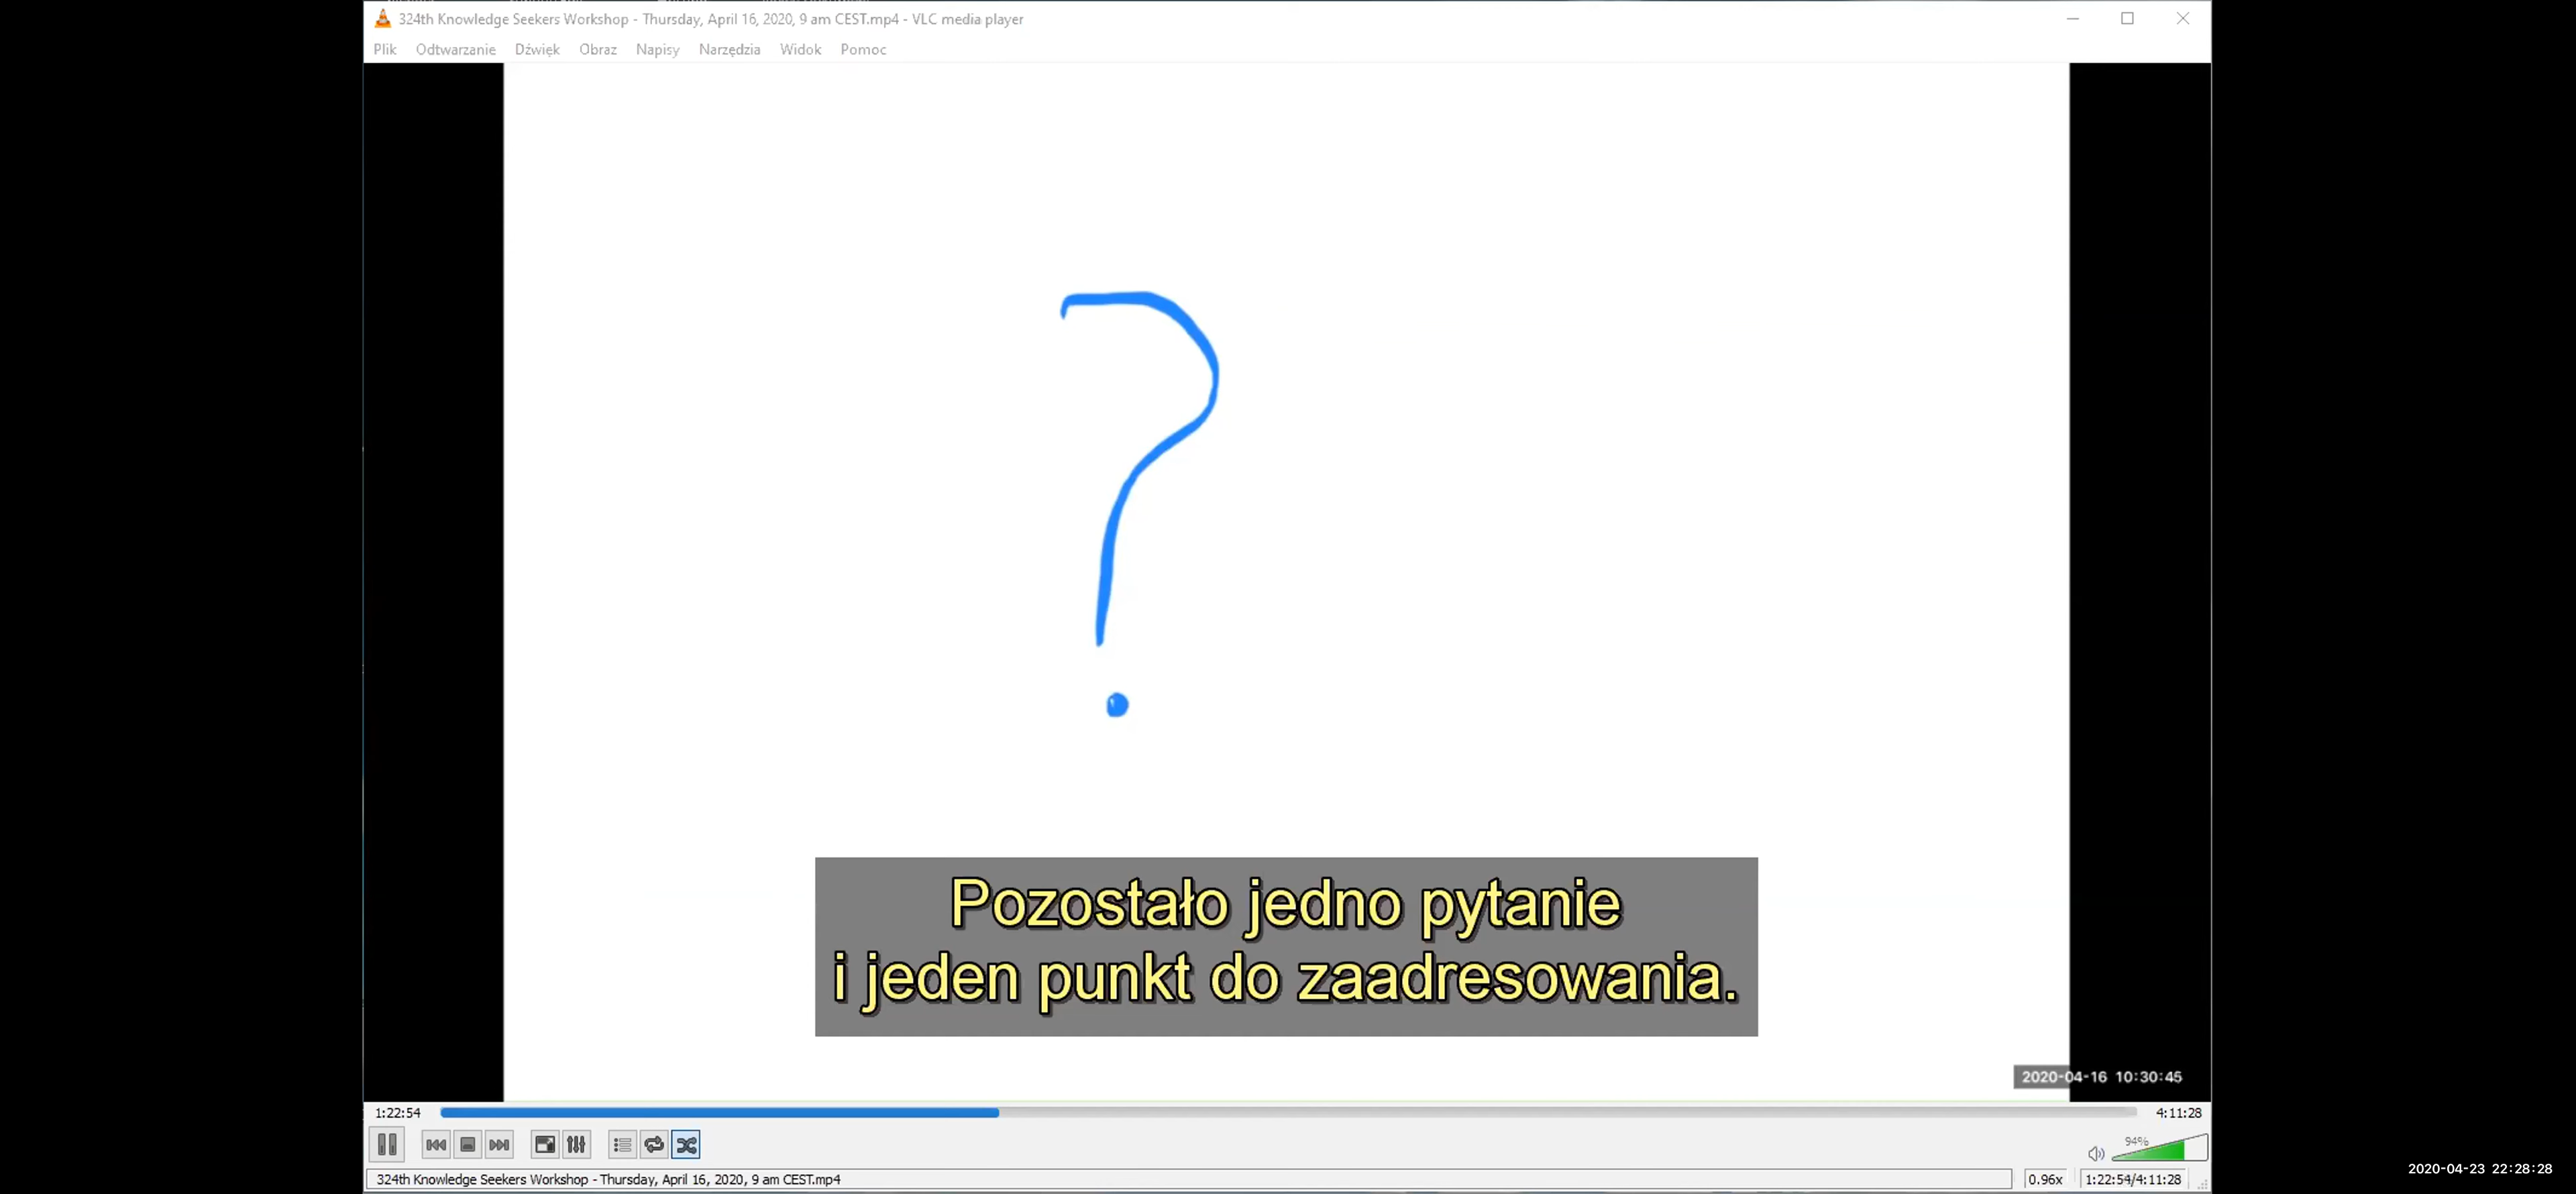 324th Knowledge Seekers Workshop - Thursday, April 16, 2020, 9 am CEST.mp4 - VLC media player
Plik Odtwarzanie Dźwięk Obraz Napisy Narzędzia Widok Pomoc
?
Pozostało jedno pytanie
i jeden punkt do zaadresowania.
2020-04-16 10:30:45
1:22:54 4:11:28
94%
324th Knowledge Seekers Workshop - Thursday, April 16, 2020, 9 am CEST.mp4 0.96x 1:22:54/4:11:28
2020-04-23 22:28:28